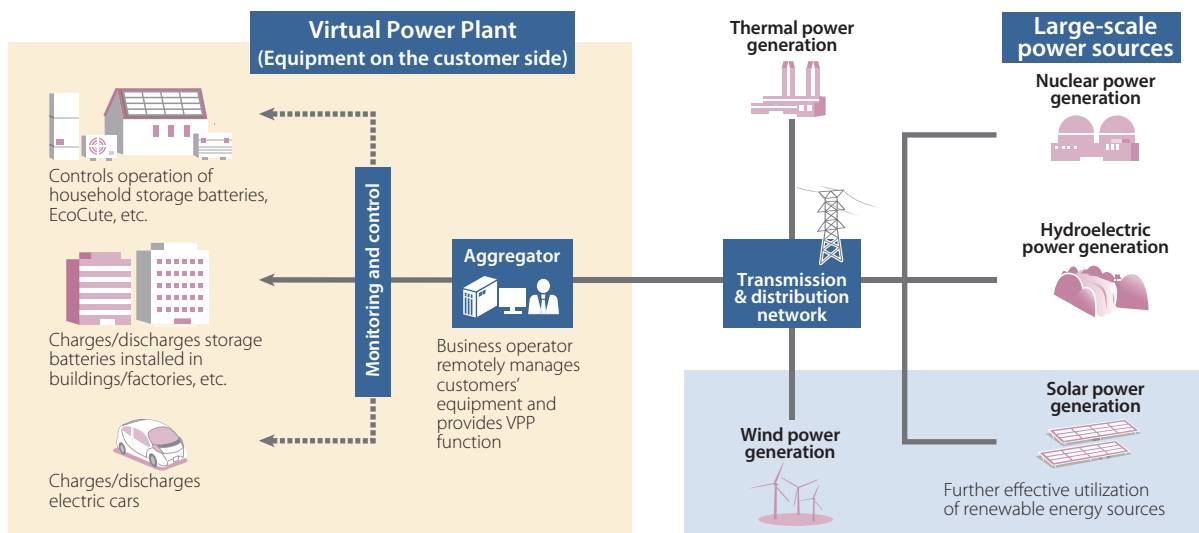 Virtual Power Plant
(Equipment on the customer side)
Controls operation of
household storage batteries,
EcoCute, etc.
Charges/discharges storage
batteries installed in
buildings/factories, etc.
Charges/discharges
electric cars
Monitoring and control
Aggregator
Business operator
remotely manages
customers’
equipment and
provides VPP
function
Thermal power
generation
Transmission
& distribution
network
Wind power
generation
Large-scale
power sources
Nuclear power
generation
Hydroelectric
power generation
Solar power
generation
Further effective utilization
of renewable energy sources